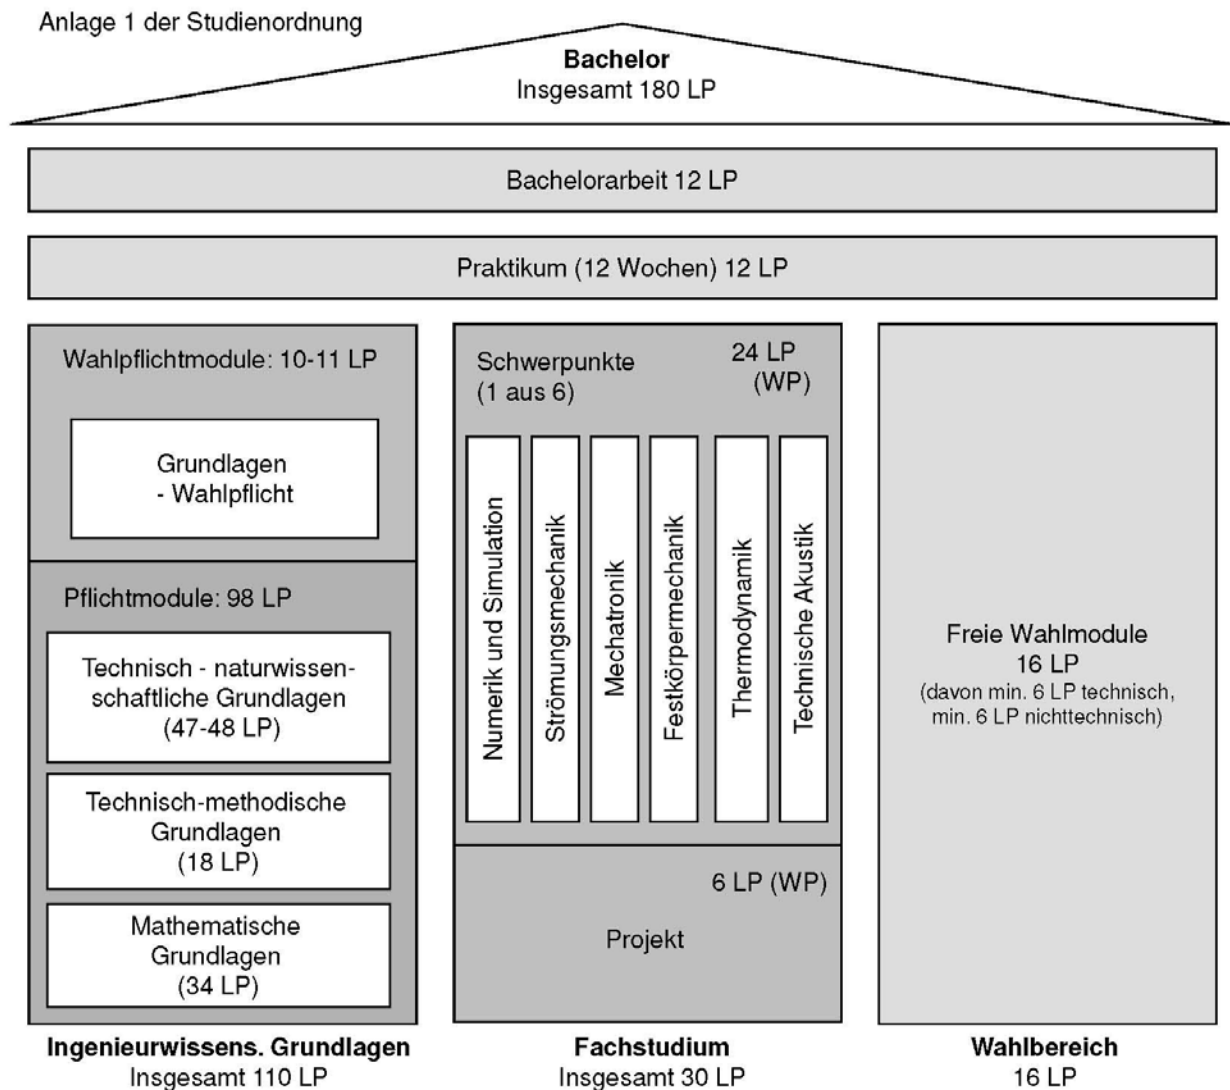 Anlage 1 der Studienordnung
Bachelor
Insgesamt 180 LP
Bachelorarbeit 12 LP
Praktikum (12 Wochen) 12 LP
Wahlpflichtmodule: 10-11 LP
Grundlagen
- Wahlpflicht
Pflichtmodule: 98 LP
Technisch - naturwissen-
schaftliche Grundlagen
(47-48 LP)
Technisch-methodische
Grundlagen
(18 LP)
Mathematische
Grundlagen
(34 LP)
Ingenieurwissens. Grundlagen
Insgesamt 110 LP
Schwerpunkte
(1 aus 6)
24 LP
(WP)
Numerik und Simulation
Strömungsmechanik
Mechatronik
Festkörpermechanik
Thermodynamik
Technische Akustik
6 LP (WP)
Projekt
Fachstudium
Insgesamt 30 LP
Freie Wahlmodule
16 LP
(davon min. 6 LP technisch,
min. 6 LP nichttechnisch)
Wahlbereich
16 LP